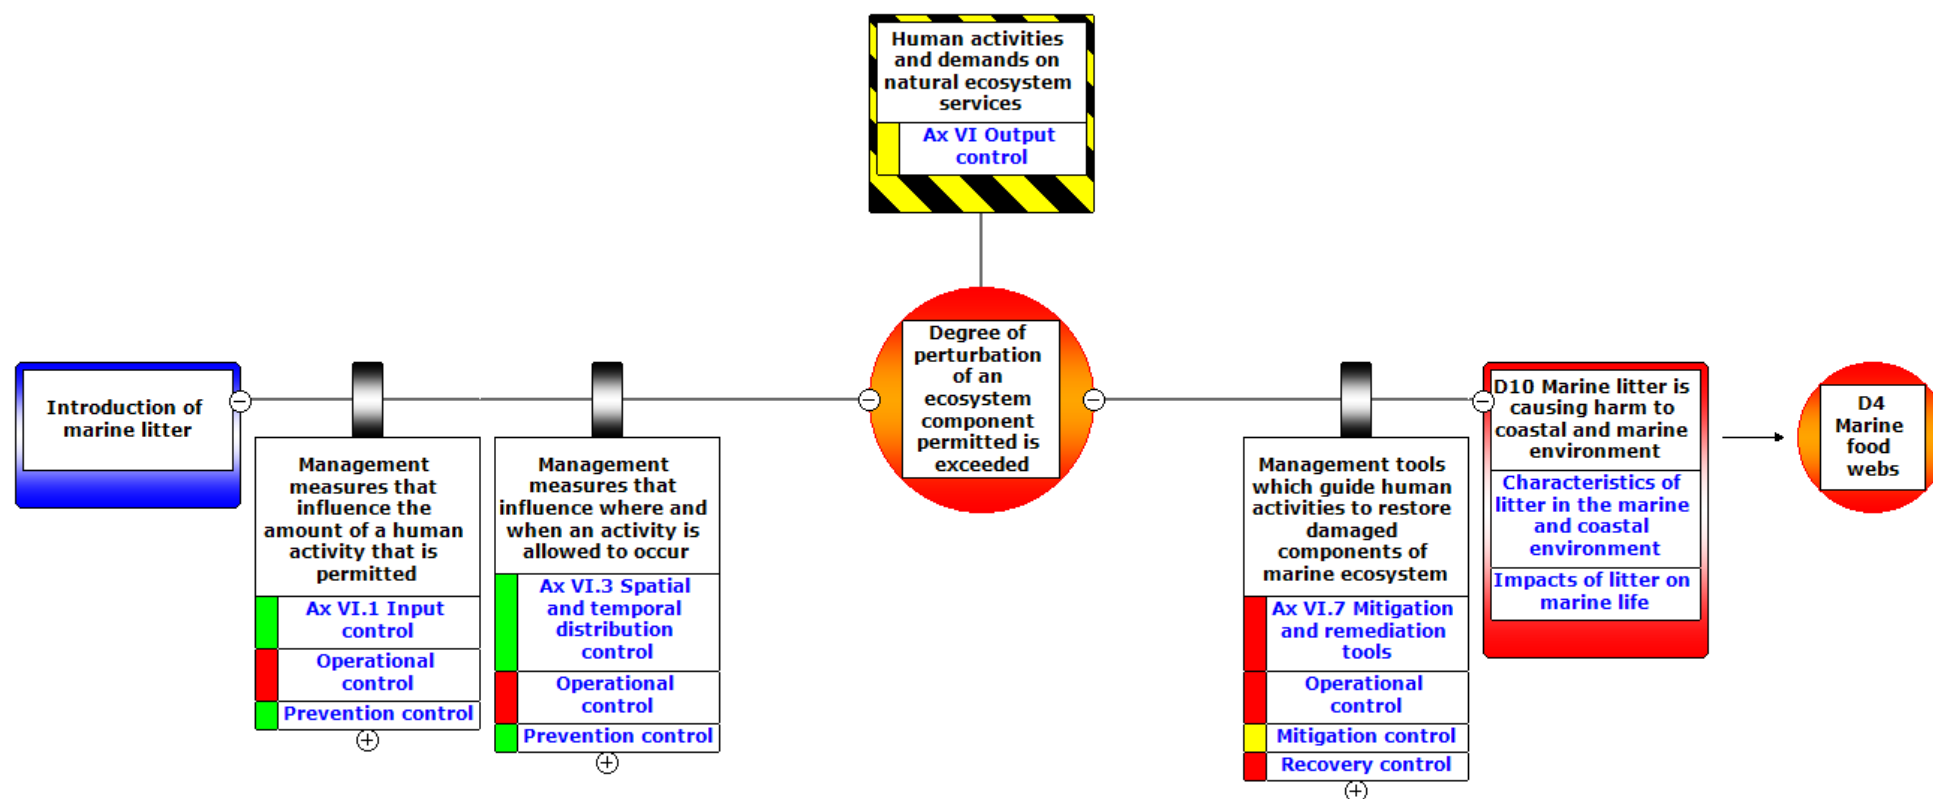 Human activities
and demands on
natural ecosystem
services
Ax VI Output
control
Introduction of
marine litter
Management
measures that
influence the
amount of a human
activity that is
permitted
Ax VI.1 Input
control
Operational
control
Prevention control
Management
measures that
influence where and
when an activity is
allowed to occur
Ax VI.3 Spatial
and temporal
distribution
control
Operational
control
Prevention control
Degree of
perturbation
of an
ecosystem
component
permitted is
exceeded
Management tools
which guide human
activities to restore
damaged
components of
marine ecosystem
Ax VI.7 Mitigation
and remediation
tools
Operational
control
Mitigation control
Recovery control
D10 Marine litter is
causing harm to
coastal and marine
environment
Characteristics of
litter in the marine
and coastal
environment
Impacts of litter on
marine life
D4
Marine
food
webs